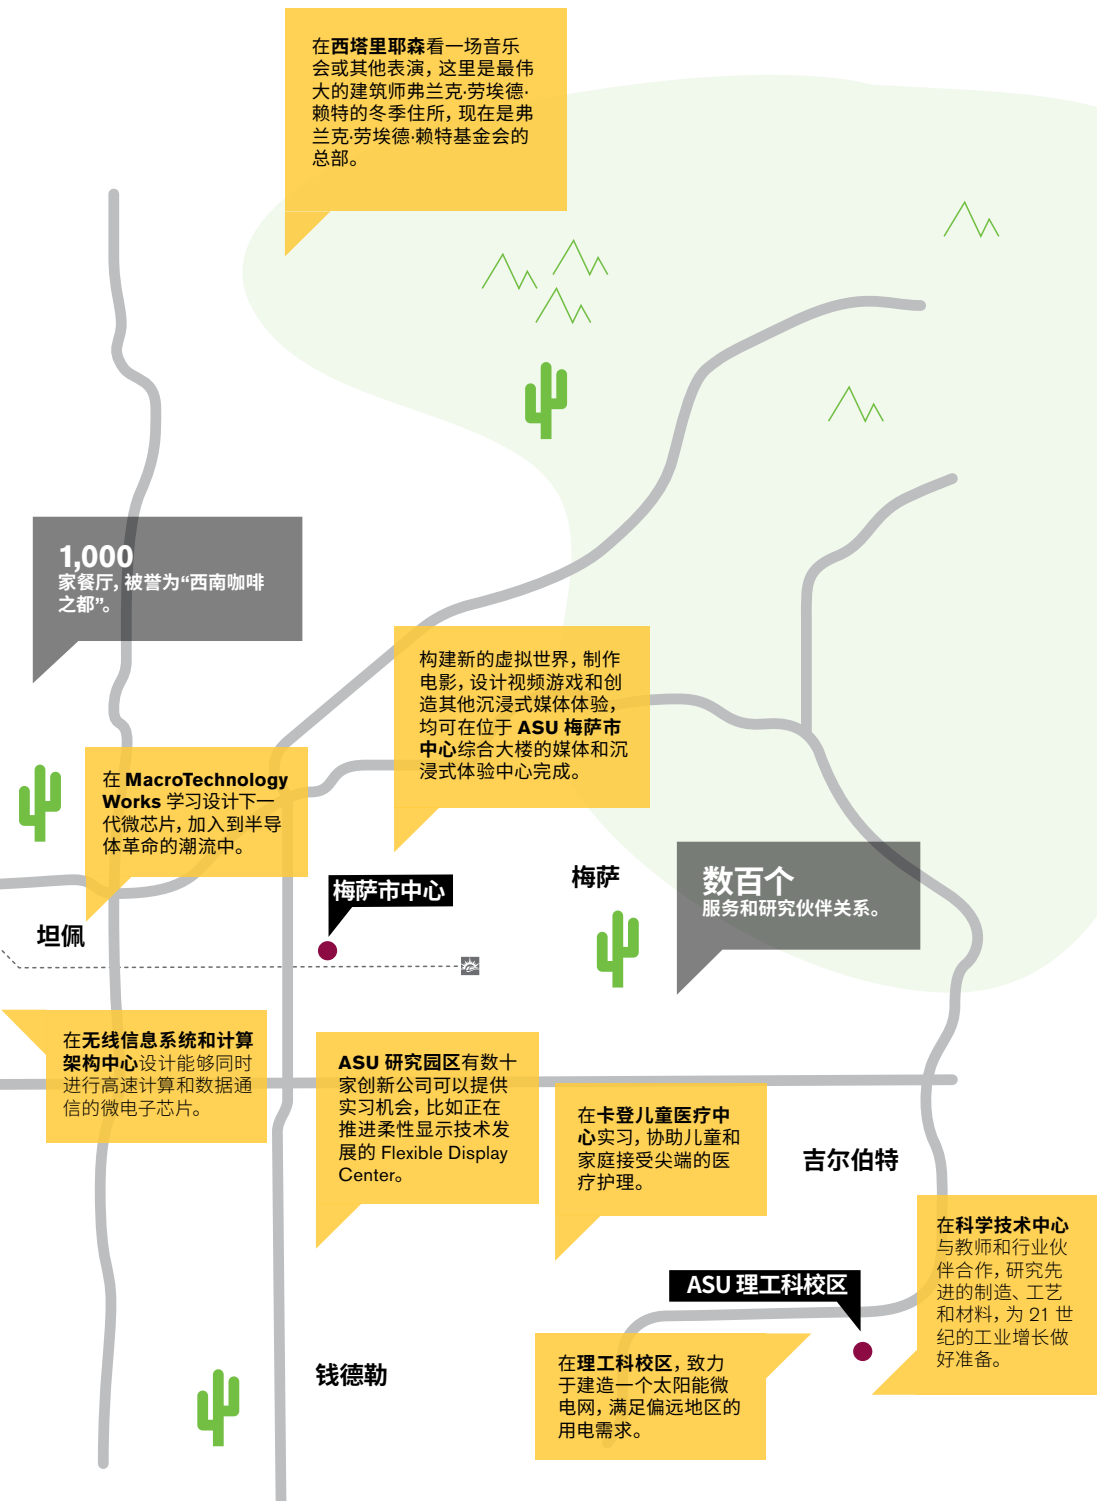 在西塔里耶森看一场音乐
会或其他表演，这里是最伟
大的建筑师弗兰克·劳埃德·
赖特的冬季住所，现在是弗
兰克·劳埃德·赖特基金会的
总部。
1,000
家餐厅，被誉为“西南咖啡
之都”。
构建新的虚拟世界，制作
电影，设计视频游戏和创
造其他沉浸式媒体体验，
均可在位于 ASU 梅萨市
中心综合大楼的媒体和沉
浸式体验中心完成。
在 MacroTechnology
Works 学习设计下一
代微芯片，加入到半导
体革命的潮流中。
梅萨
数百个
服务和研究伙伴关系。
梅萨市中心
坦佩
在无线信息系统和计算
架构中心设计能够同时
进行高速计算和数据通
信的微电子芯片。
ASU 研究园区有数十
家创新公司可以提供
实习机会，比如正在
推进柔性显示技术发
展的 Flexible Display
Center。
在卡登儿童医疗中
心实习，协助儿童和
家庭接受尖端的医
疗护理。
吉尔伯特
在科学技术中心
与教师和行业伙
伴合作，研究先
进的制造、工艺
和材料，为 21 世
纪的工业增长做
好准备。
ASU 理工科校区
钱德勒
在理工科校区，致力
于建造一个太阳能微
电网，满足偏远地区的
用电需求。